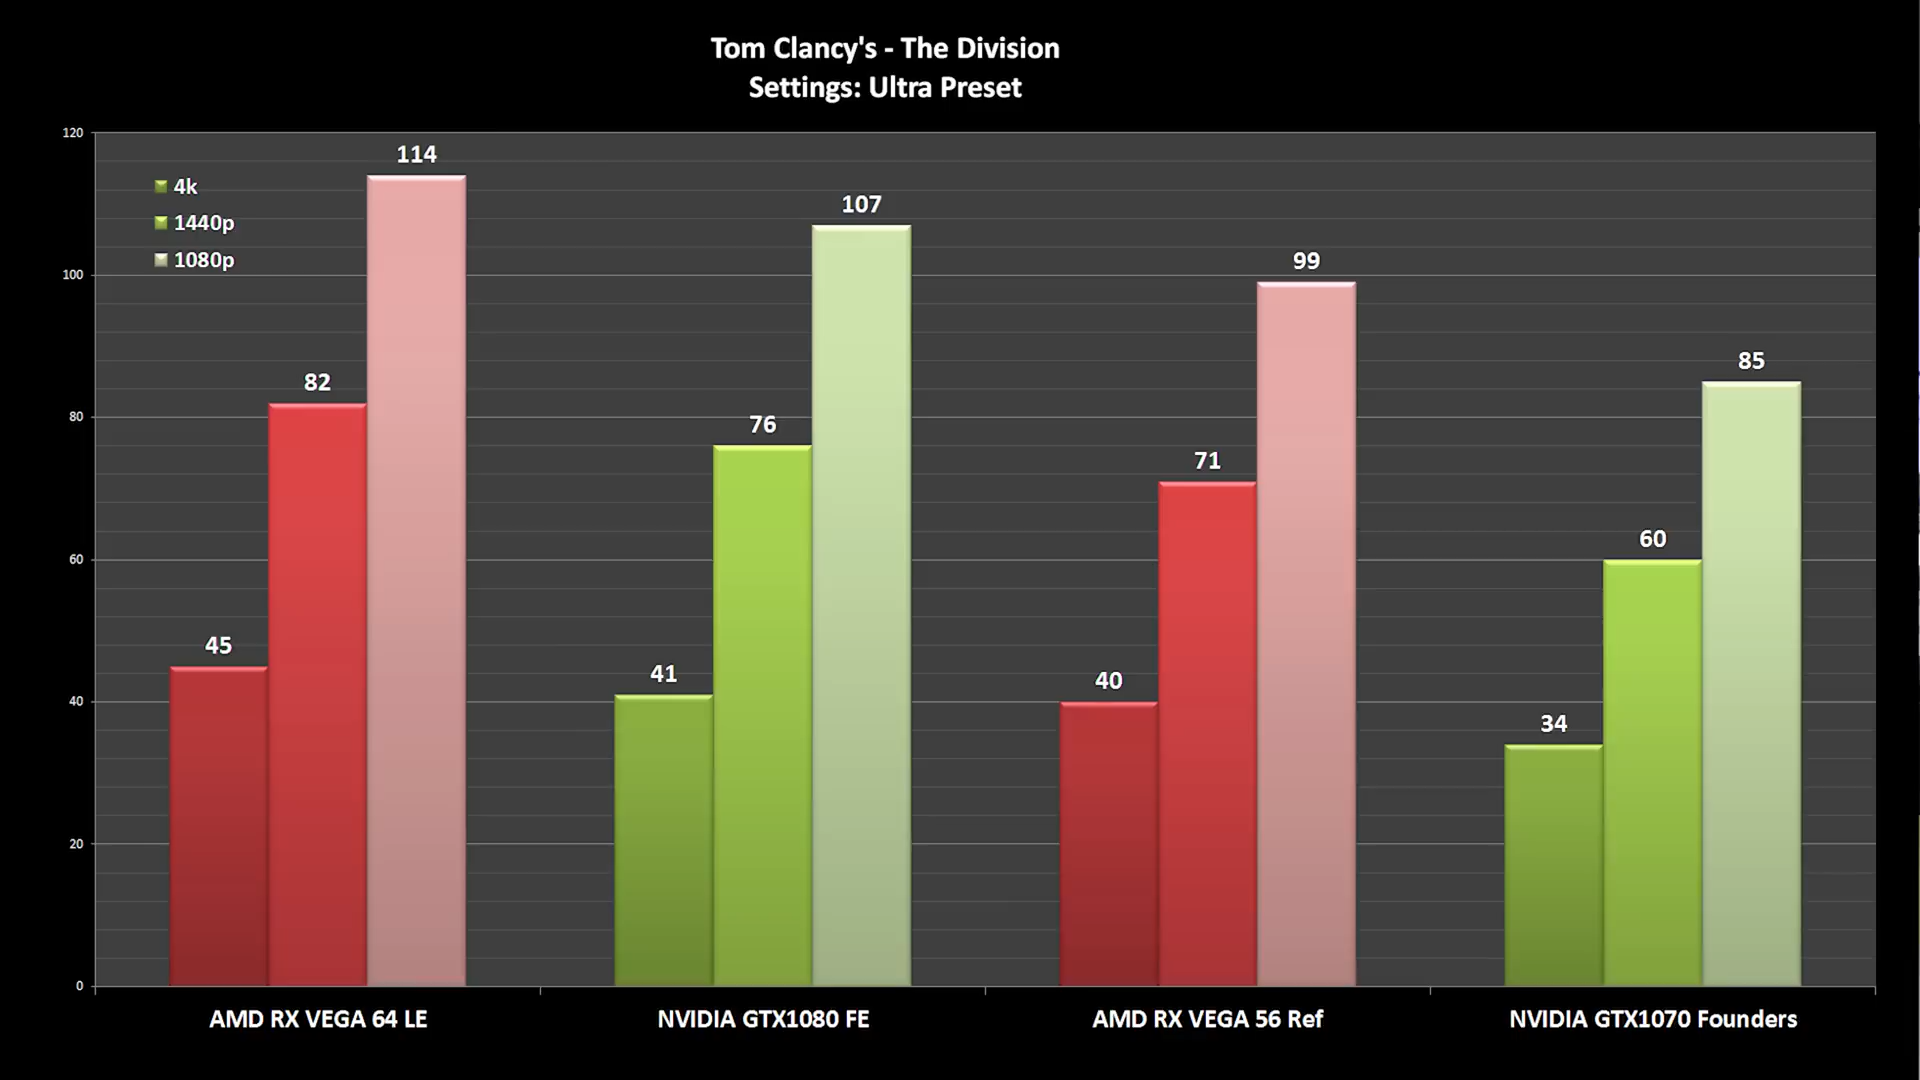 Tom Clancy's - The Division
Settings: Ultra Preset
120
100
80
60
40
20
0
4k
1440p
1080p
45
82
114
41
76
107
40
71
99
34
60
85
AMD RX VEGA 64 LE
NVIDIA GTX1080 FE
AMD RX VEGA 56 Ref
NVIDIA GTX1070 Founders